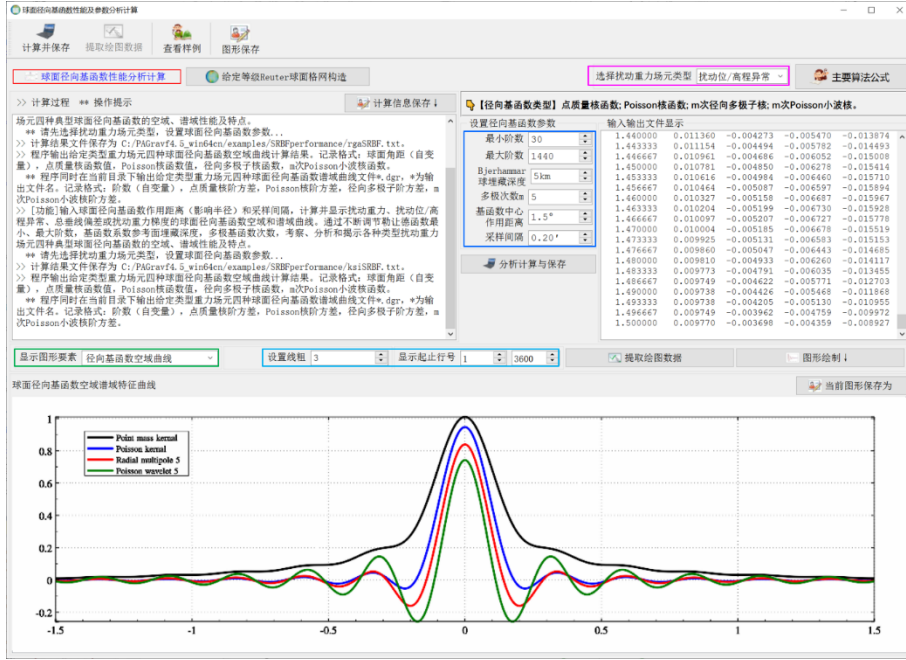 球面径向基函数性能及参数分析计算
计算并保存 提取绘图数据 查看样例 图形保存
球面径向基函数性能分析计算 给定等级Reuter球面格网构造 选择扰动重力场元类型 扰动位/高程异常 主要算法公式
>> 计算过程 ** 操作提示 计算信息保存↓
场元四种典型球面径向基函数的空域、谱域性能及特点。
** 请先选择扰动重力场元类型，设置球面径向基函数参数...
>> 计算结果文件保存为 C:/PAGravf4.5_win64cn/examples/SRBFperformance/rgaSRBF.txt。
>> 程序输出给定类型重力场元四种球面径向基函数空域曲线计算结果。记录格式：球面角距（自变
量），点质量核函数值，Poisson核函数值，径向多极子核函数，m次Poisson小波核函数。
** 程序同时在当前目录下输出给定类型重力场元四种球面径向基函数谱域曲线文件*.dgr，*为输
出文件名。记录格式：阶数（自变量），点质量核阶方差，Poisson核阶方差，径向多极子阶方差，m
次Poisson小波核阶方差。
>> [功能]输入球面径向基函数作用距离（影响半径）和采样间隔，计算并显示扰动重力、扰动位/高
程异常、总垂线偏差或扰动重力梯度的球面径向基函数空域和谱域曲线。通过不断调节勒让德函数最
小、最大阶数，基函数系数参考面埋藏深度，多极基函数次数，考察、分析和揭示各种类型扰动重力
场元四种典型球面径向基函数的空域、谱域性能及特点。
** 请先选择扰动重力场元类型，设置球面径向基函数参数...
>> 计算结果文件保存为 C:/PAGravf4.5_win64cn/examples/SRBFperformance/ksiSRBF.txt。
>> 程序输出给定类型重力场元四种球面径向基函数空域曲线计算结果。记录格式：球面角距（自变
量），点质量核函数值，Poisson核函数值，径向多极子核函数，m次Poisson小波核函数。
** 程序同时在当前目录下输出给定类型重力场元四种球面径向基函数谱域曲线文件*.dgr，*为输
出文件名。记录格式：阶数（自变量），点质量核阶方差，Poisson核阶方差，径向多极子阶方差，m
次Poisson小波核阶方差。
【径向基函数类型】点质量核函数; Poisson核函数; m次径向多极子核; m次Poisson小波核。
设置径向基函数参数
最小阶数 30
最大阶数 1440
Bjerhammar
球埋藏深度 5km
多极次数m 5
基函数中心
作用距离 1.5°
采样间隔 0.20′
分析计算与保存
输入输出文件显示
1.440000 0.011360 -0.004273 -0.005470 -0.013874
1.443333 0.011154 -0.004494 -0.005782 -0.014493
1.446667 0.010961 -0.004686 -0.006052 -0.015008
1.450000 0.010781 -0.004850 -0.006278 -0.015414
1.453333 0.010616 -0.004984 -0.006460 -0.015710
1.456667 0.010464 -0.005087 -0.006597 -0.015894
1.460000 0.010327 -0.005158 -0.006687 -0.015967
1.463333 0.010204 -0.005199 -0.006730 -0.015928
1.466667 0.010097 -0.005207 -0.006727 -0.015778
1.470000 0.010004 -0.005185 -0.006678 -0.015519
1.473333 0.009925 -0.005131 -0.006583 -0.015153
1.476667 0.009860 -0.005047 -0.006443 -0.014685
1.480000 0.009810 -0.004933 -0.006260 -0.014117
1.483333 0.009773 -0.004791 -0.006035 -0.013455
1.486667 0.009749 -0.004622 -0.005771 -0.012703
1.490000 0.009738 -0.004426 -0.005468 -0.011868
1.493333 0.009738 -0.004205 -0.005130 -0.010955
1.496667 0.009749 -0.003962 -0.004759 -0.009972
1.500000 0.009770 -0.003698 -0.004359 -0.008927
显示图形要素 径向基函数空域曲线 设置线粗 3 显示起止行号 1 3600 提取绘图数据 图形绘制↓
球面径向基函数空域谱域特征曲线 当前图形保存为
Point mass kernal
Poisson kernal
Radial multipole 5
Poisson wavelet 5
1
0.8
0.6
0.4
0.2
0
-0.2
-1.5 -1 -0.5 0 0.5 1 1.5